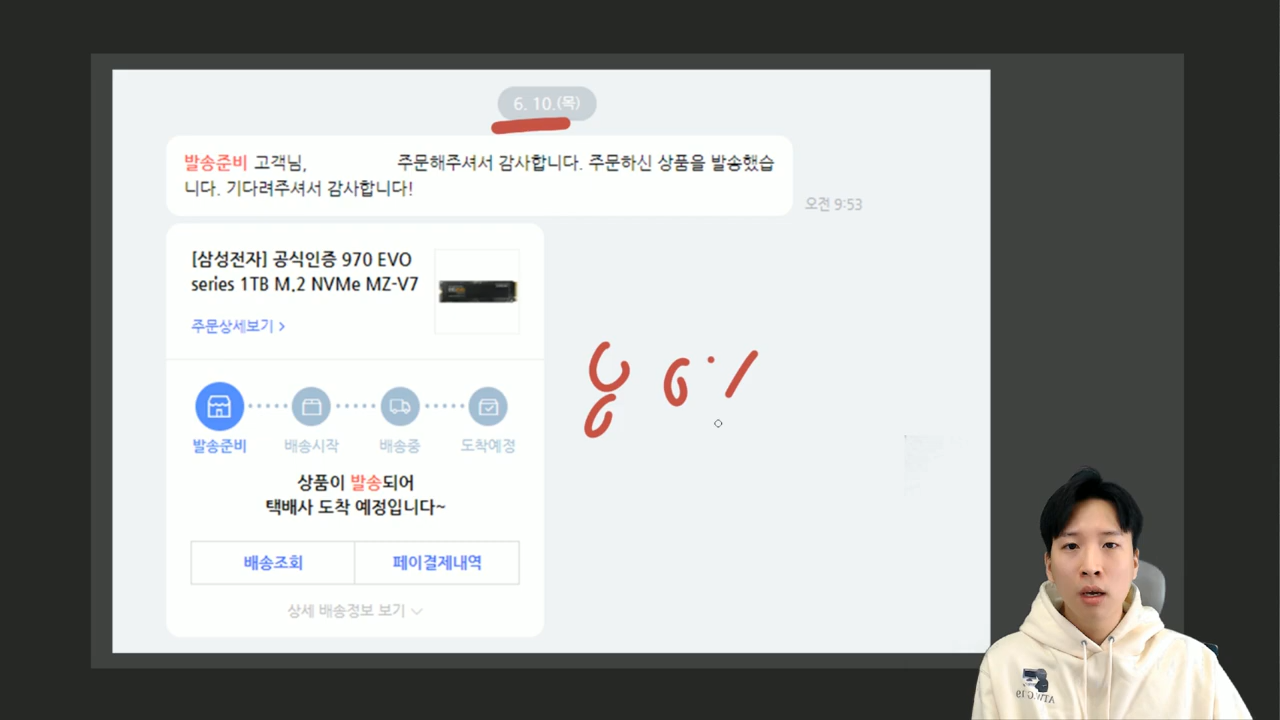 6. 10.(목)
발송준비 고객님, 주문해주셔서 감사합니다. 주문하신 상품을 발송했습
니다. 기다려주셔서 감사합니다!
오전 9:53
[삼성전자] 공식인증 970 EVO
series 1TB M.2 NVMe MZ-V7
주문상세보기 >
발송준비 배송시작 배송중 도착예정
상품이 발송되어
택배사 도착 예정입니다~
배송조회 페이결제내역
상세 배송정보 보기